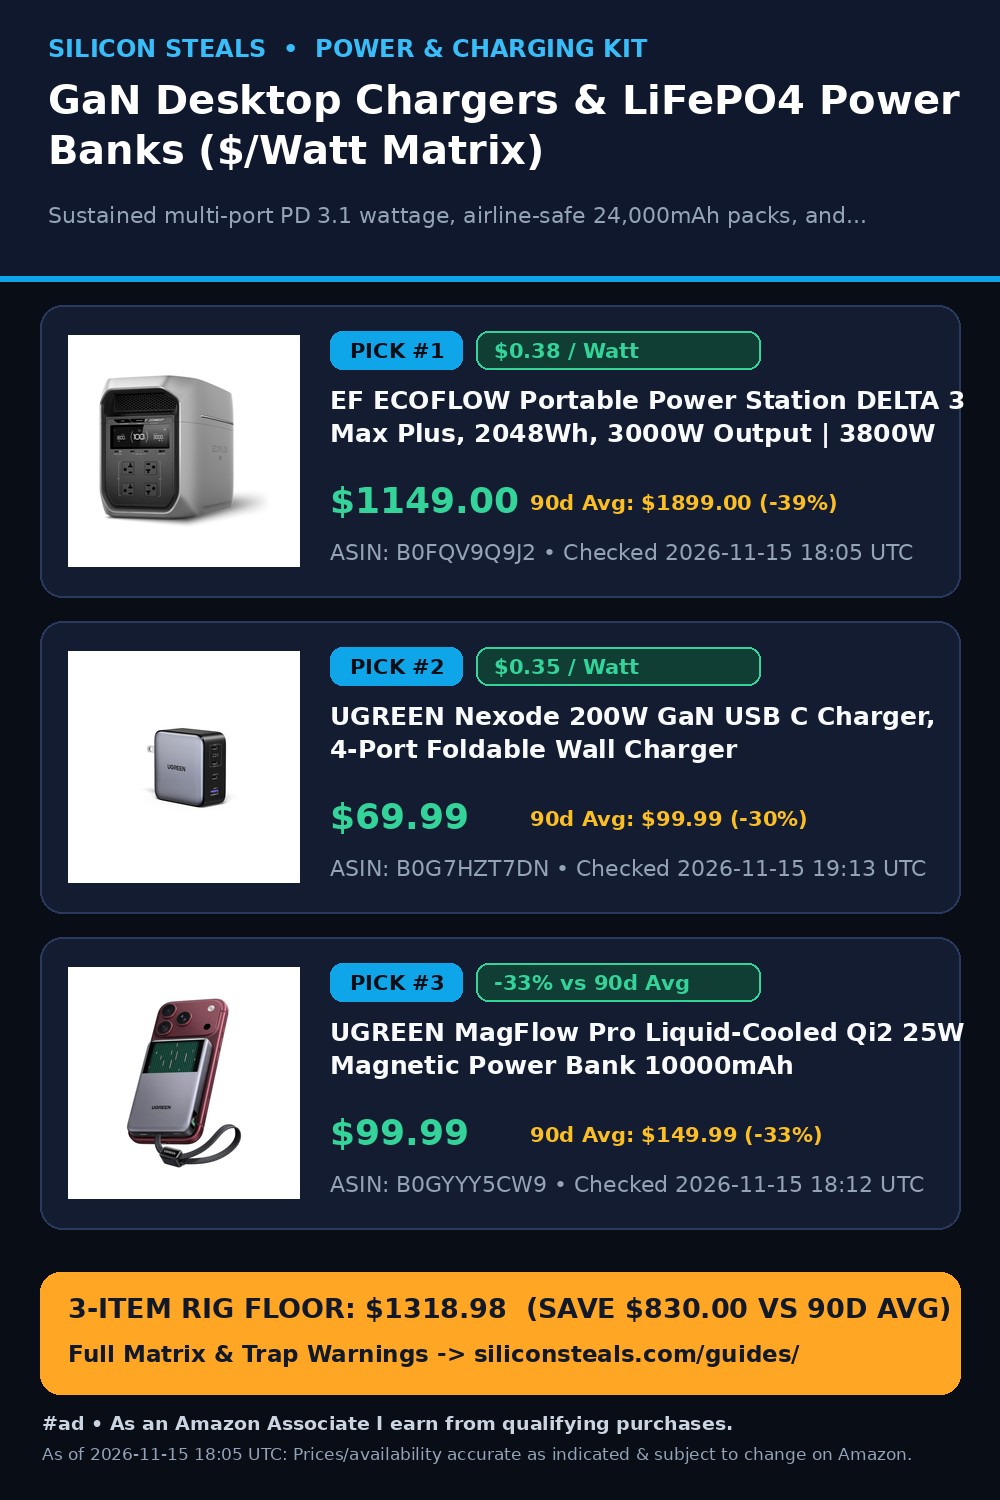 SILICON STEALS • POWER & CHARGING KIT
GaN Desktop Chargers & LiFePO4 Power
Banks ($/Watt Matrix)
Sustained multi-port PD 3.1 wattage, airline-safe 24,000mAh packs, and...
PICK #1
$0.38 / Watt
EF ECOFLOW Portable Power Station DELTA 3
Max Plus, 2048Wh, 3000W Output | 3800W
$1149.00 90d Avg: $1899.00 (-39%)
ASIN: B0FQV9Q9J2 • Checked 2026-11-15 18:05 UTC
UGREEN
PICK #2
$0.35 / Watt
UGREEN Nexode 200W GaN USB C Charger,
4-Port Foldable Wall Charger
$69.99 90d Avg: $99.99 (-30%)
ASIN: B0G7HZT7DN • Checked 2026-11-15 19:13 UTC
UGREEN
PICK #3
-33% vs 90d Avg
UGREEN MagFlow Pro Liquid-Cooled Qi2 25W
Magnetic Power Bank 10000mAh
$99.99 90d Avg: $149.99 (-33%)
ASIN: B0GYYY5CW9 • Checked 2026-11-15 18:12 UTC
3-ITEM RIG FLOOR: $1318.98 (SAVE $830.00 VS 90D AVG)
Full Matrix & Trap Warnings -> siliconsteals.com/guides/
#ad • As an Amazon Associate I earn from qualifying purchases.
As of 2026-11-15 18:05 UTC: Prices/availability accurate as indicated & subject to change on Amazon.